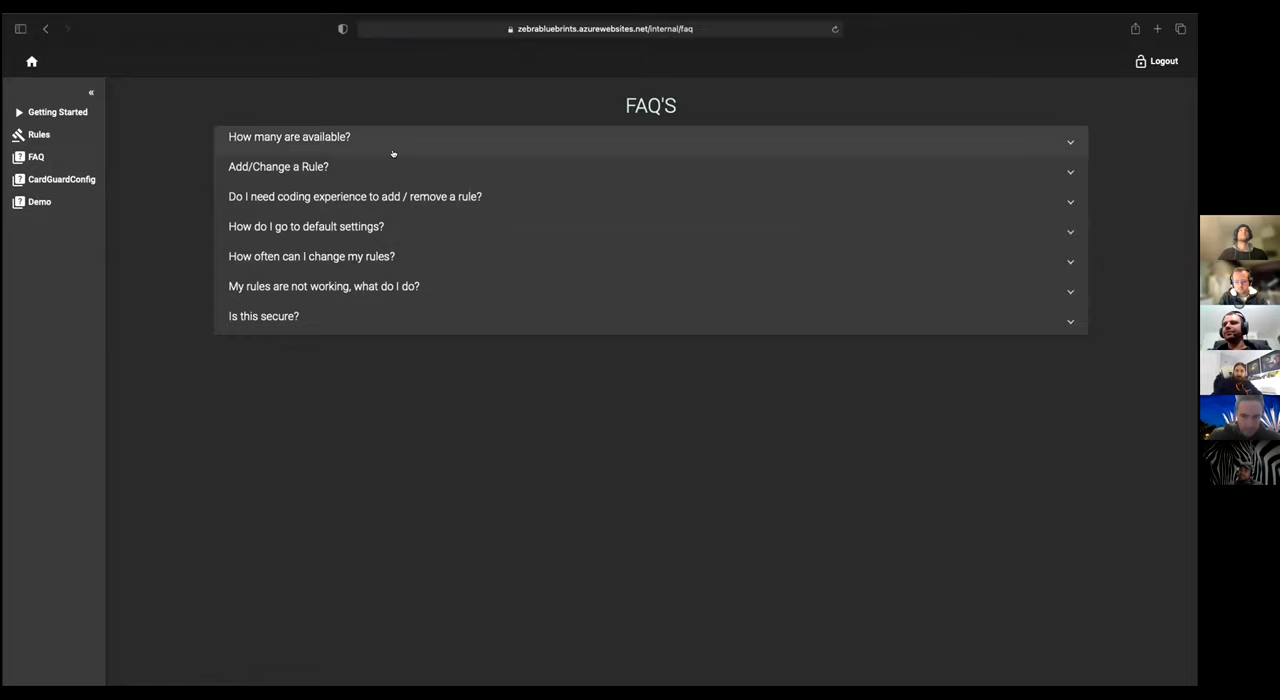 zebrabluebrints.azurewebsites.net/internal/faq
Logout
Getting Started
Rules
FAQ
CardGuardConfig
Demo
FAQ'S
How many are available?
Add/Change a Rule?
Do I need coding experience to add / remove a rule?
How do I go to default settings?
How often can I change my rules?
My rules are not working, what do I do?
Is this secure?